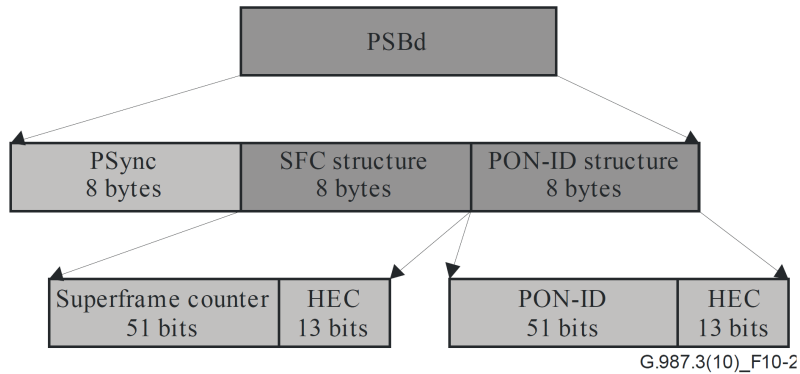 PSBd
PSync
8 bytes
SFC structure
8 bytes
PON-ID structure
8 bytes
Superframe counter
51 bits
HEC
13 bits
PON-ID
51 bits
HEC
13 bits
G.987.3(10)_F10-2